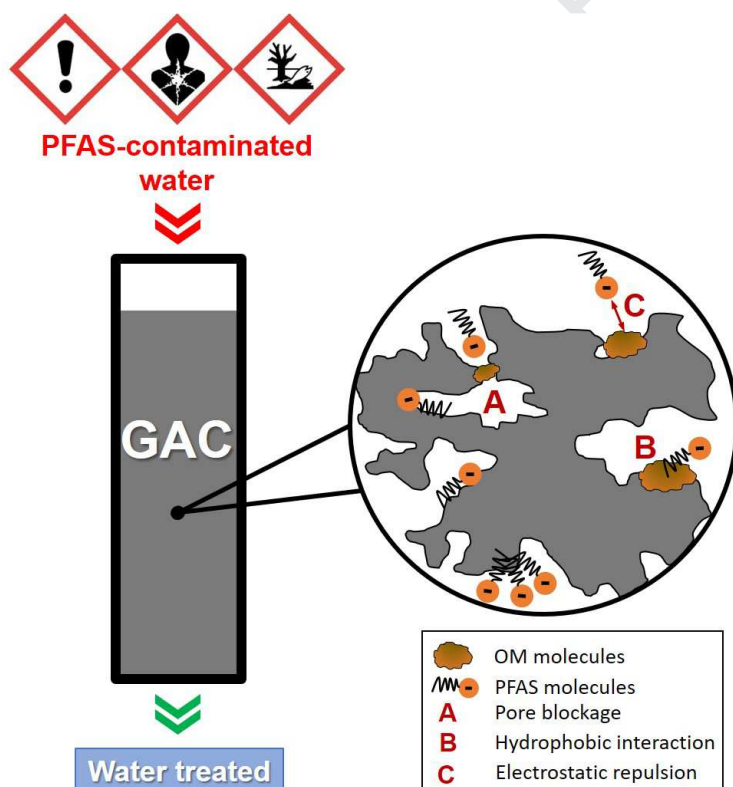 PFAS-contaminated
water
GAC
A
B
C
OM molecules
PFAS molecules
A Pore blockage
B Hydrophobic interaction
C Electrostatic repulsion
Water treated